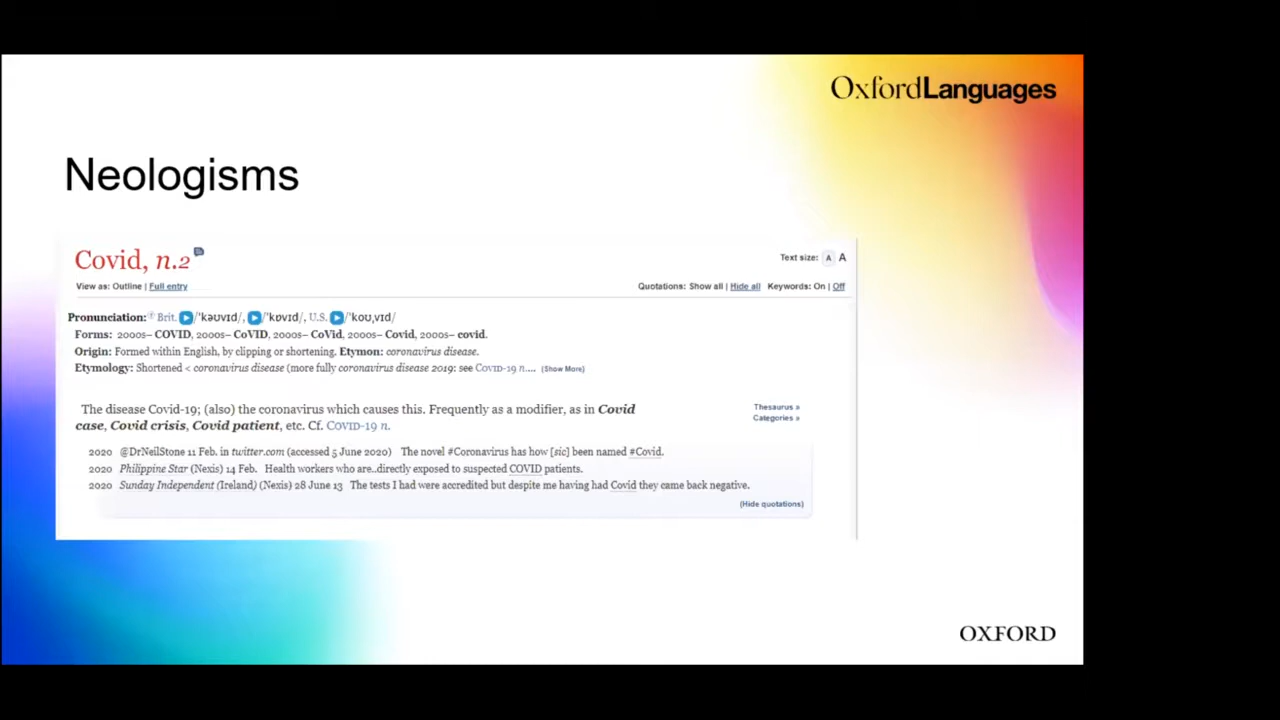 OxfordLanguages
Neologisms
Covid, n.2
Text size: A A
View as: Outline | Full entry
Quotations: Show all | Hide all Keywords: On | Off
Pronunciation: Brit. /ˈkəʊvɪd/, /ˈkɒvɪd/, U.S. /ˈkoʊˌvɪd/
Forms: 2000s– COVID, 2000s– CoVID, 2000s– CoVid, 2000s– Covid, 2000s– covid.
Origin: Formed within English, by clipping or shortening. Etymon: coronavirus disease.
Etymology: Shortened < coronavirus disease (more fully coronavirus disease 2019: see COVID-19 n.... (Show More)
The disease Covid-19; (also) the coronavirus which causes this. Frequently as a modifier, as in Covid
case, Covid crisis, Covid patient, etc. Cf. COVID-19 n.
Thesaurus »
Categories »
2020 @DrNeilStone 11 Feb. in twitter.com (accessed 5 June 2020) The novel #Coronavirus has how [sic] been named #Covid.
2020 Philippine Star (Nexis) 14 Feb. Health workers who are..directly exposed to suspected COVID patients.
2020 Sunday Independent (Ireland) (Nexis) 28 June 13 The tests I had were accredited but despite me having had Covid they came back negative.
(Hide quotations)
OXFORD